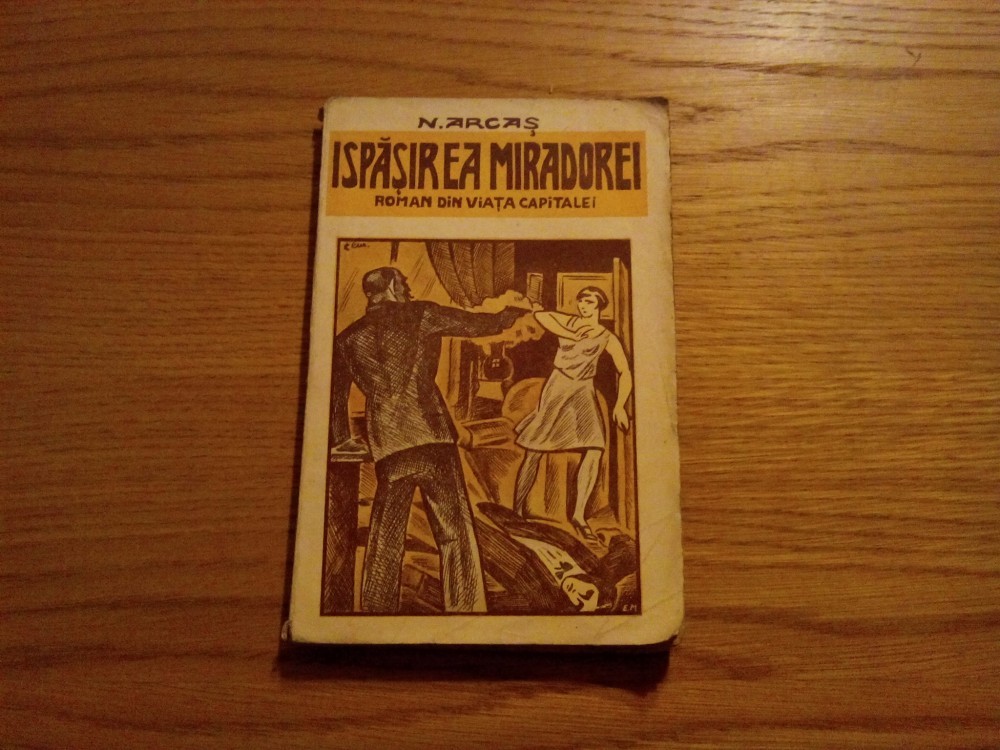 N. ARCAȘ
ISPĂȘIREA MIRADOREI
ROMAN DIN VIAȚA CAPITALEI
E.M